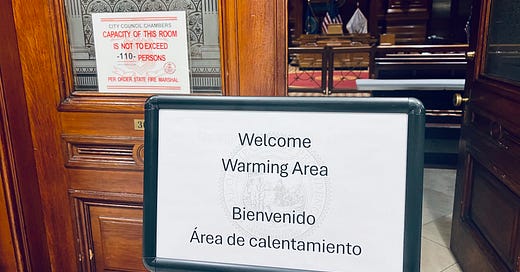 CITY COUNCIL CHAMBERS
CAPACITY OF THIS ROOM
IS NOT TO EXCEED
-110- PERSONS
PER ORDER STATE FIRE MARSHAL
Welcome
Warming Area
Bienvenido
Área de calentamiento